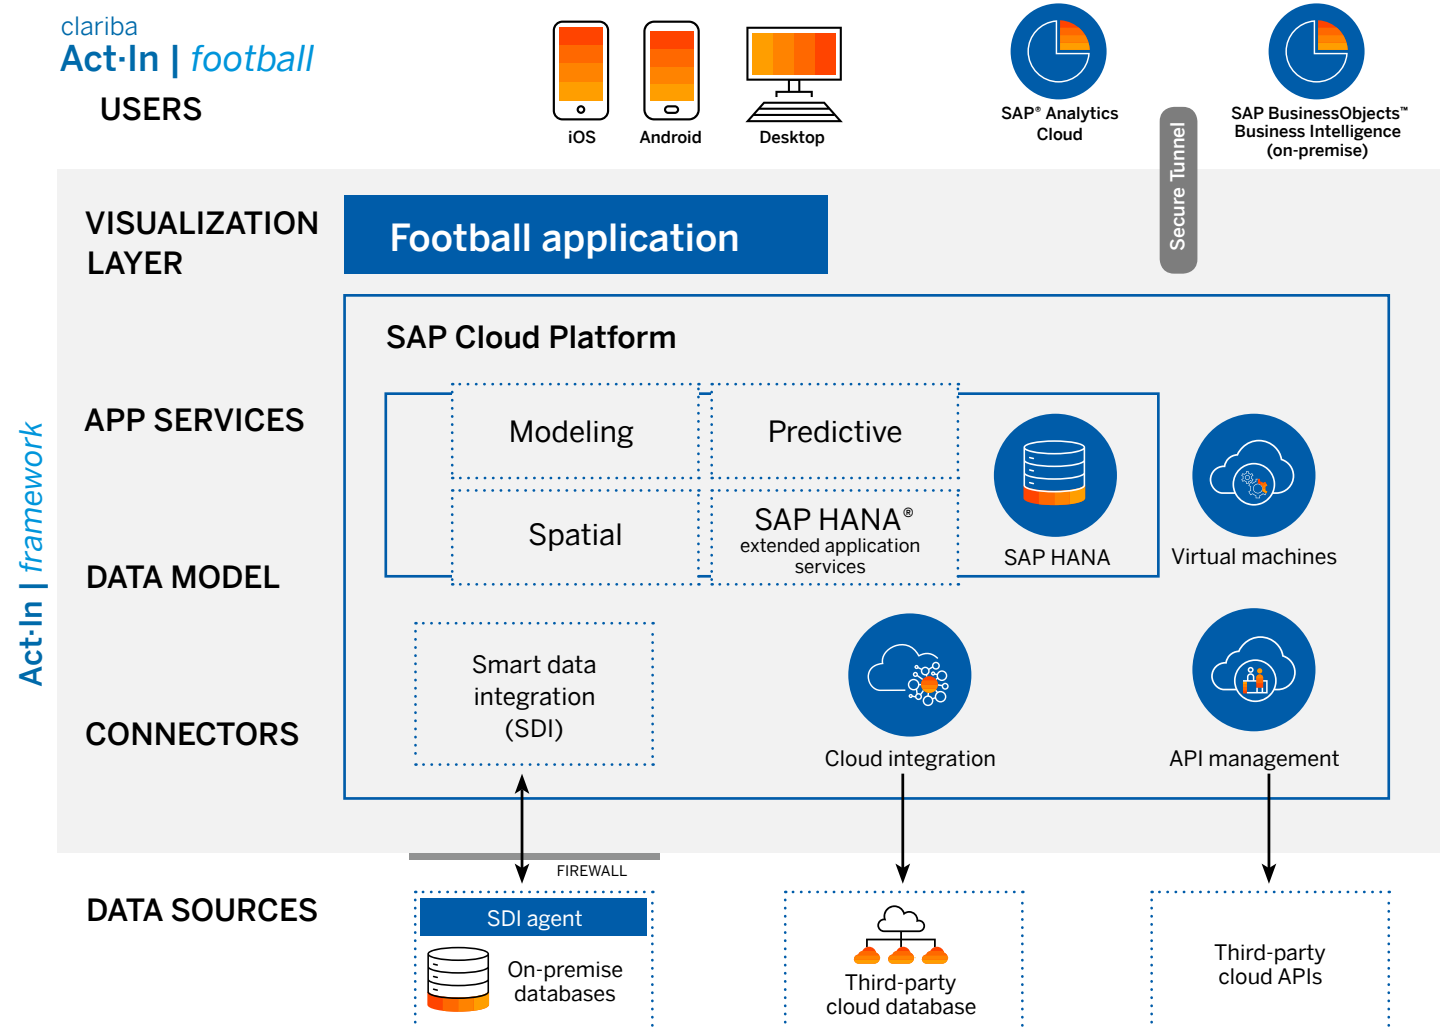 clariba
Act·In | football
USERS
iOS
Android
Desktop
SAP® Analytics
Cloud
SAP BusinessObjects™
Business Intelligence
(on-premise)
Secure Tunnel
VISUALIZATION
LAYER
Football application
SAP Cloud Platform
APP SERVICES
Modeling
Predictive
Spatial
SAP HANA®
extended application
services
SAP HANA
Virtual machines
DATA MODEL
Act·In | framework
Smart data
integration
(SDI)
CONNECTORS
Cloud integration
API management
FIREWALL
DATA SOURCES
SDI agent
On-premise
databases
Third-party
cloud database
Third-party
cloud APIs